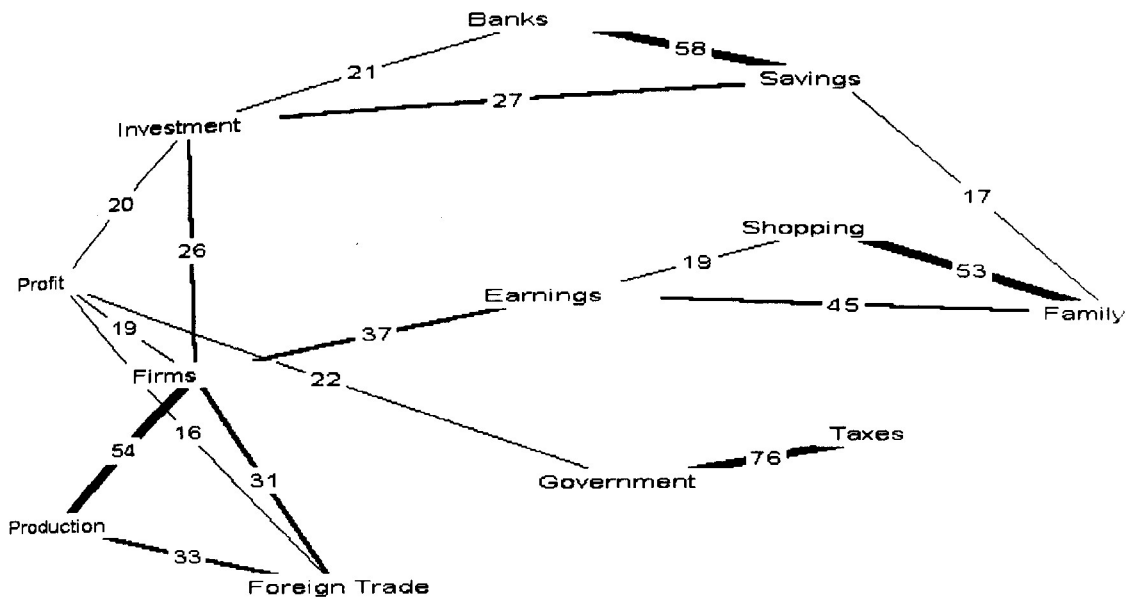 Banks
58
Savings
21
27
Investment
20
17
26
Shopping
19
53
Profit
Earnings
45
Family
19
37
Firms
22
16
54
Taxes
76
31
Government
Production
33
Foreign Trade